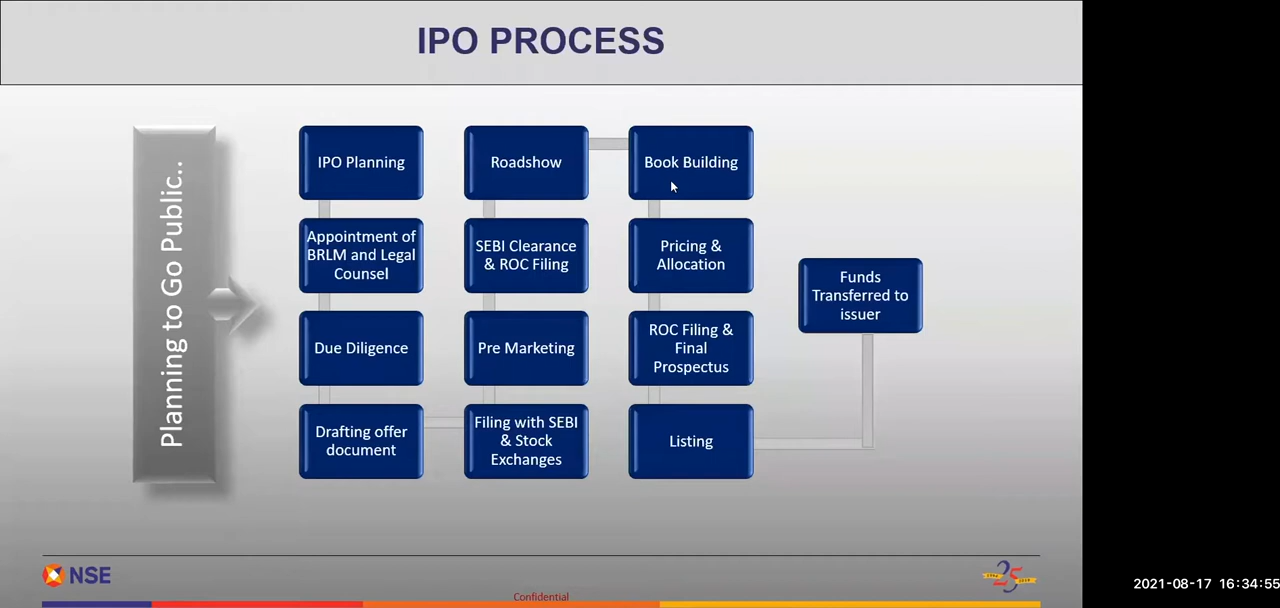 IPO PROCESS
Planning to Go Public..
IPO Planning
Appointment of
BRLM and Legal
Counsel
Due Diligence
Drafting offer
document
Filing with SEBI
& Stock
Exchanges
Pre Marketing
SEBI Clearance
& ROC Filing
Roadshow
Book Building
Pricing &
Allocation
ROC Filing &
Final
Prospectus
Listing
Funds
Transferred to
issuer
NSE
25
Confidential
2021-08-17 16:34:55